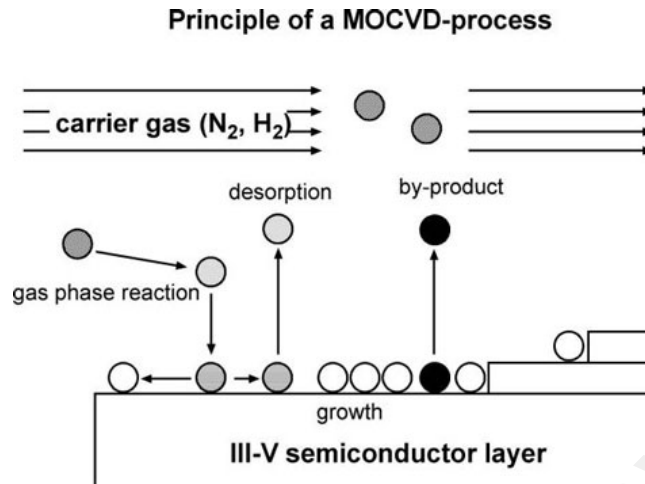 Principle of a MOCVD-process
carrier gas (N₂, H₂)
desorption
by-product
gas phase reaction
growth
III-V semiconductor layer